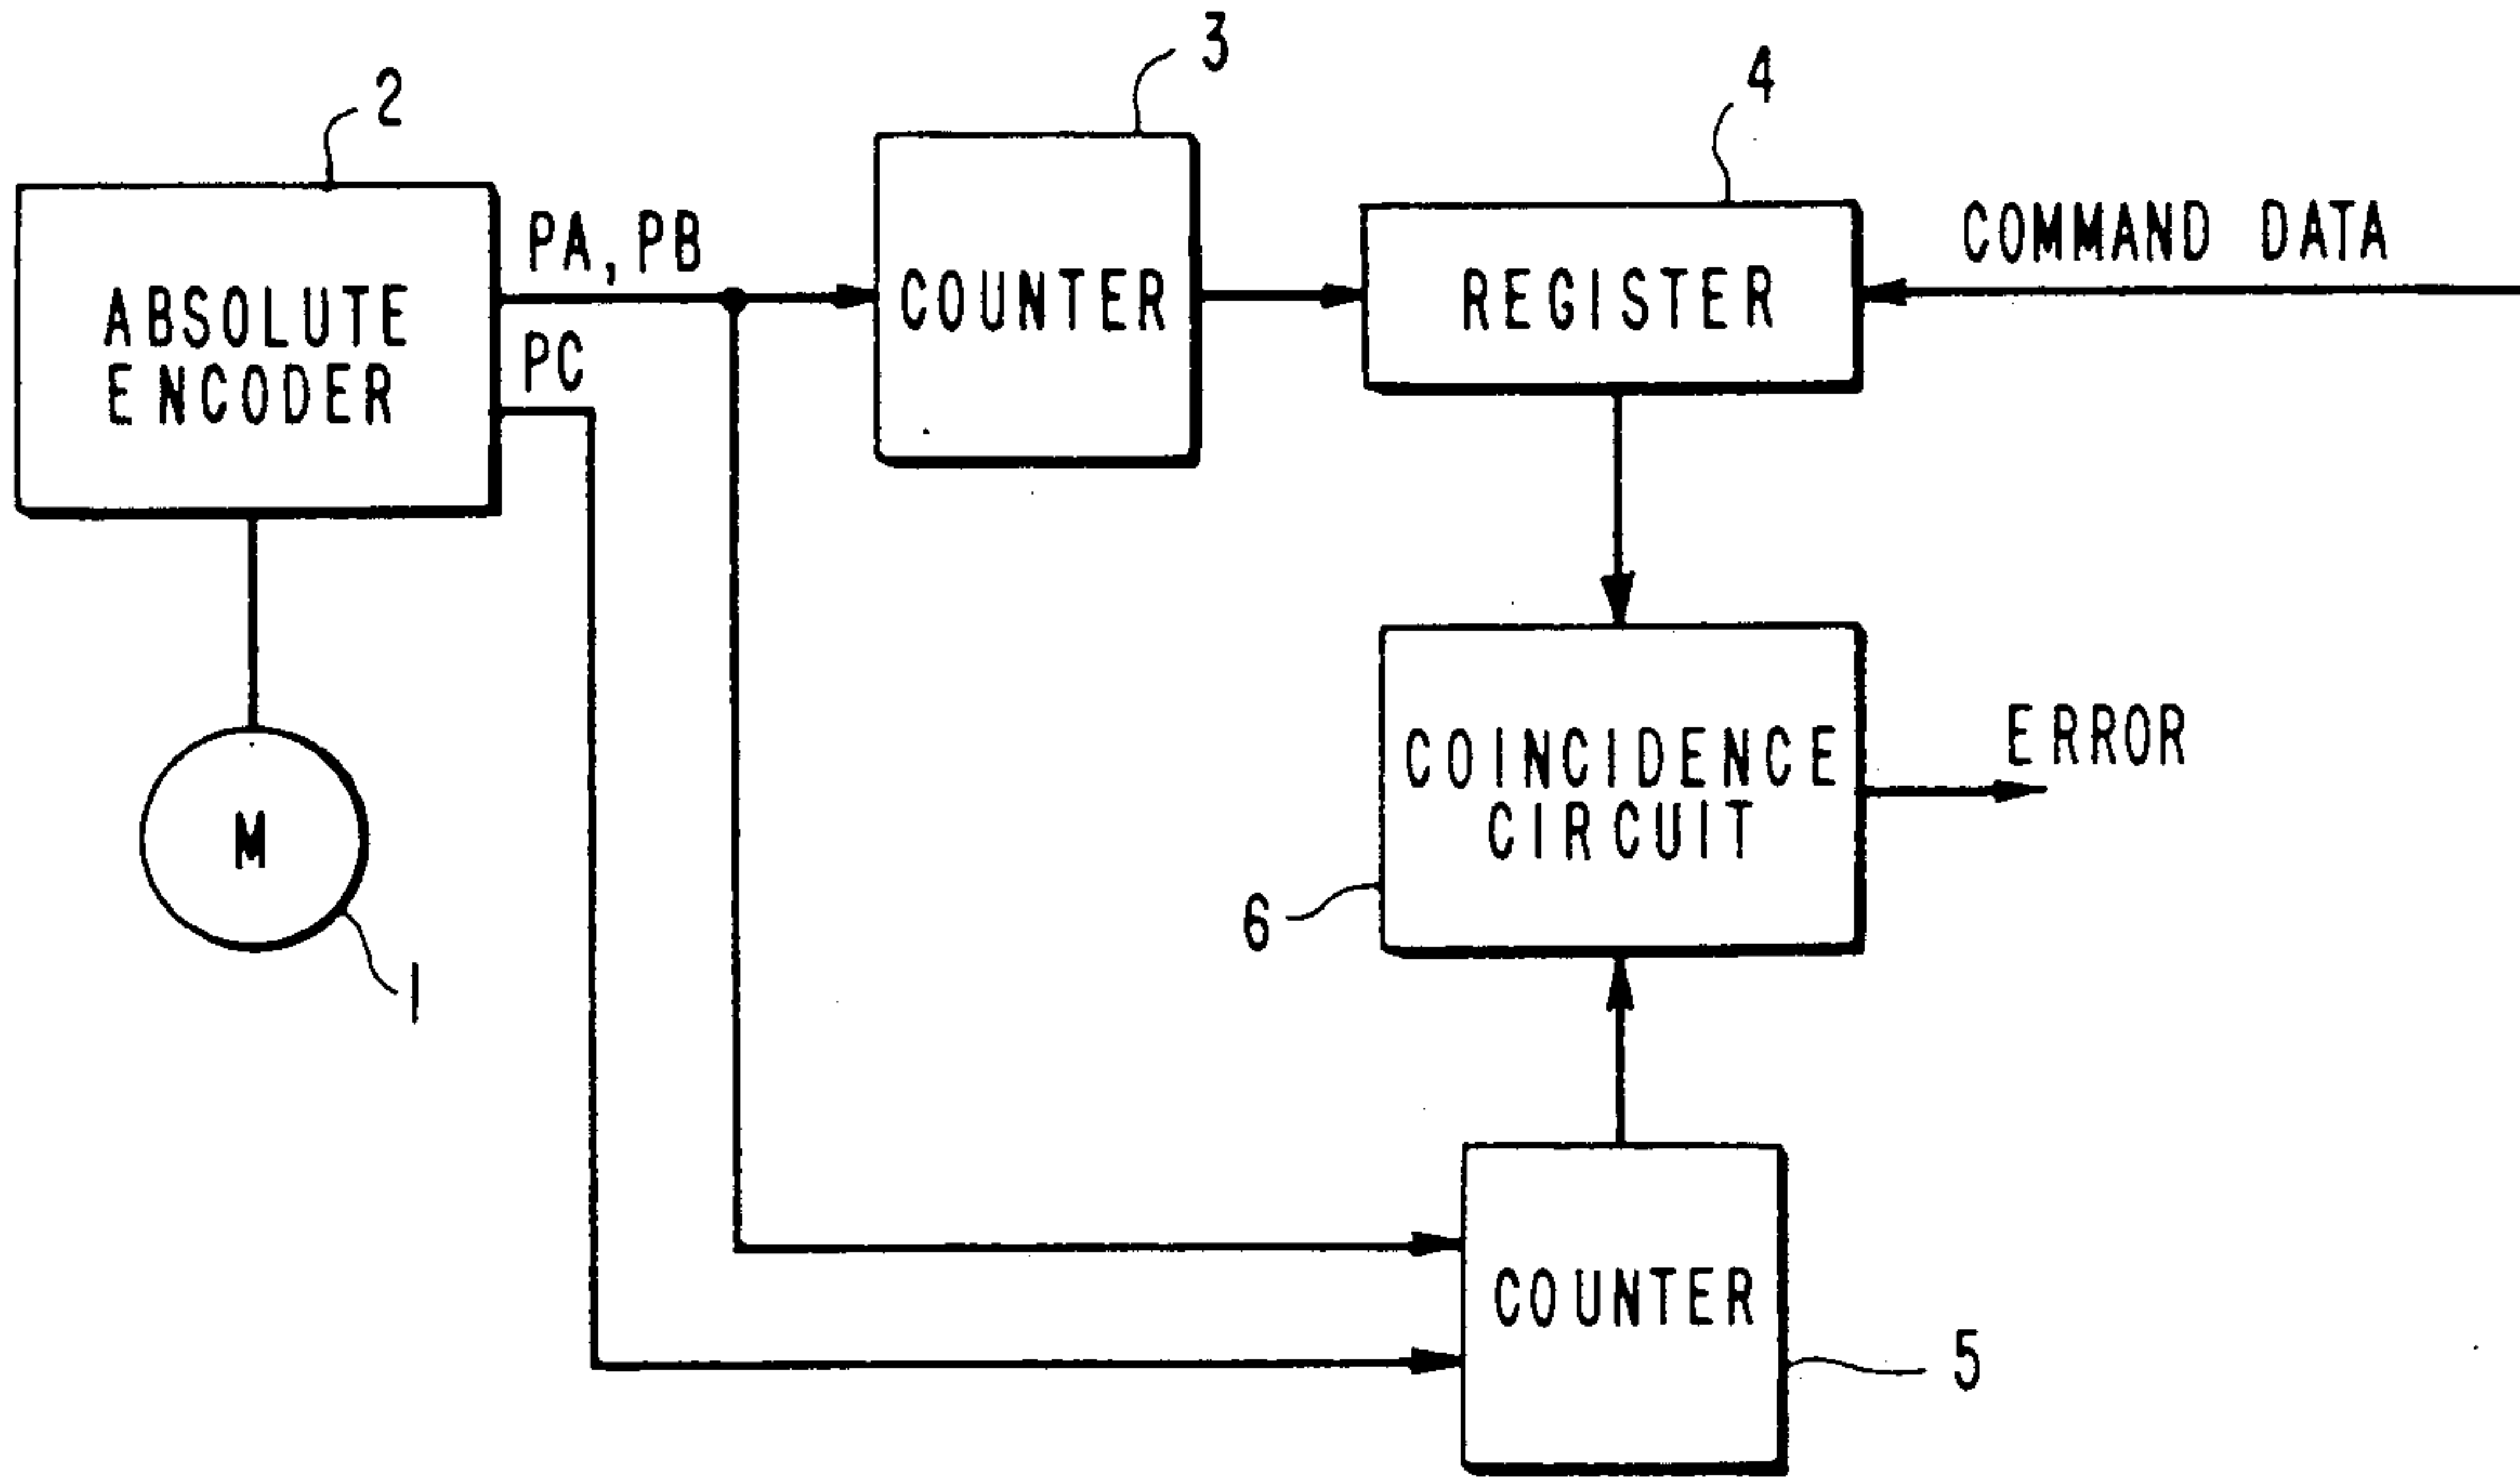 3
2
4
PA, PB
COMMAND DATA
COUNTER
REGISTER
ABSOLUTE
ENCODER
PC
ERROR
COINCIDENCE
CIRCUIT
M
6
1
COUNTER
5